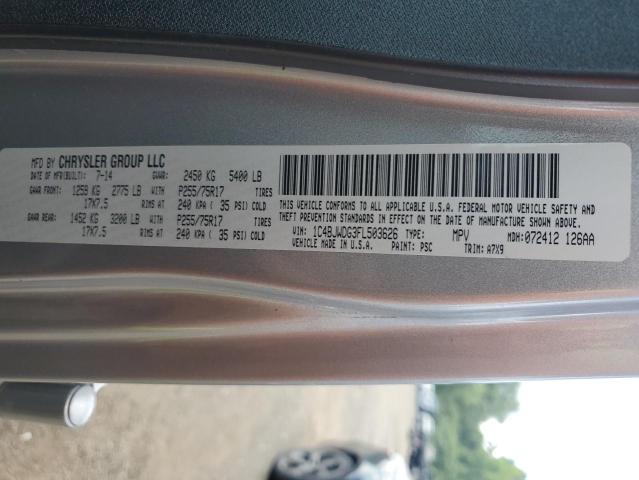 MFD BY CHRYSLER GROUP LLC
DATE OF MFR(BUILT): 7-14 GVWR: 2450 KG 5400 LB
GAWR FRONT: 1259 KG 2775 LB WITH P255/75R17 TIRES
17X7.5 RIMS AT 240 KPA ( 35 PSI) COLD
GAWR REAR: 1452 KG 3200 LB WITH P255/75R17 TIRES
17X7.5 RIMS AT 240 KPA ( 35 PSI) COLD
THIS VEHICLE CONFORMS TO ALL APPLICABLE U.S.A. FEDERAL MOTOR VEHICLE SAFETY AND
THEFT PREVENTION STANDARDS IN EFFECT ON THE DATE OF MANUFACTURE SHOWN ABOVE.
VIN: 1C4BJWDG3FL503626 TYPE: MPV MDH: 072412 126AA
VEHICLE MADE IN U.S.A. PAINT: PSC TRIM: A7X9